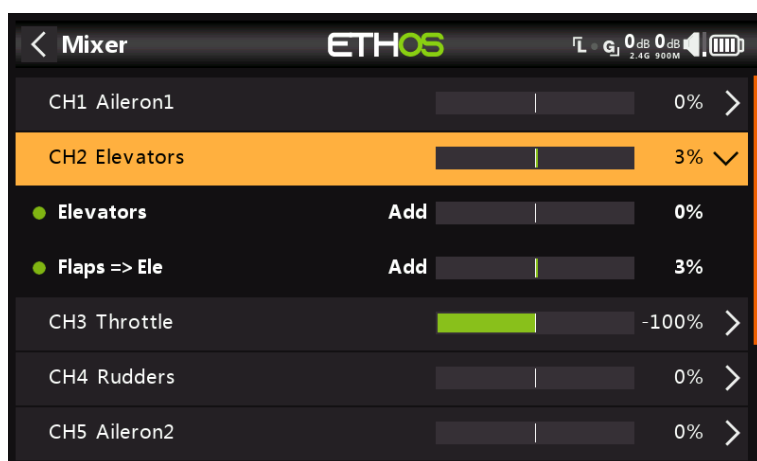 Mixer ETHOS L G 0dB 0dB
2.4G 900M
CH1 Aileron1 0%
CH2 Elevators 3%
Elevators Add 0%
Flaps => Ele Add 3%
CH3 Throttle -100%
CH4 Rudders 0%
CH5 Aileron2 0%